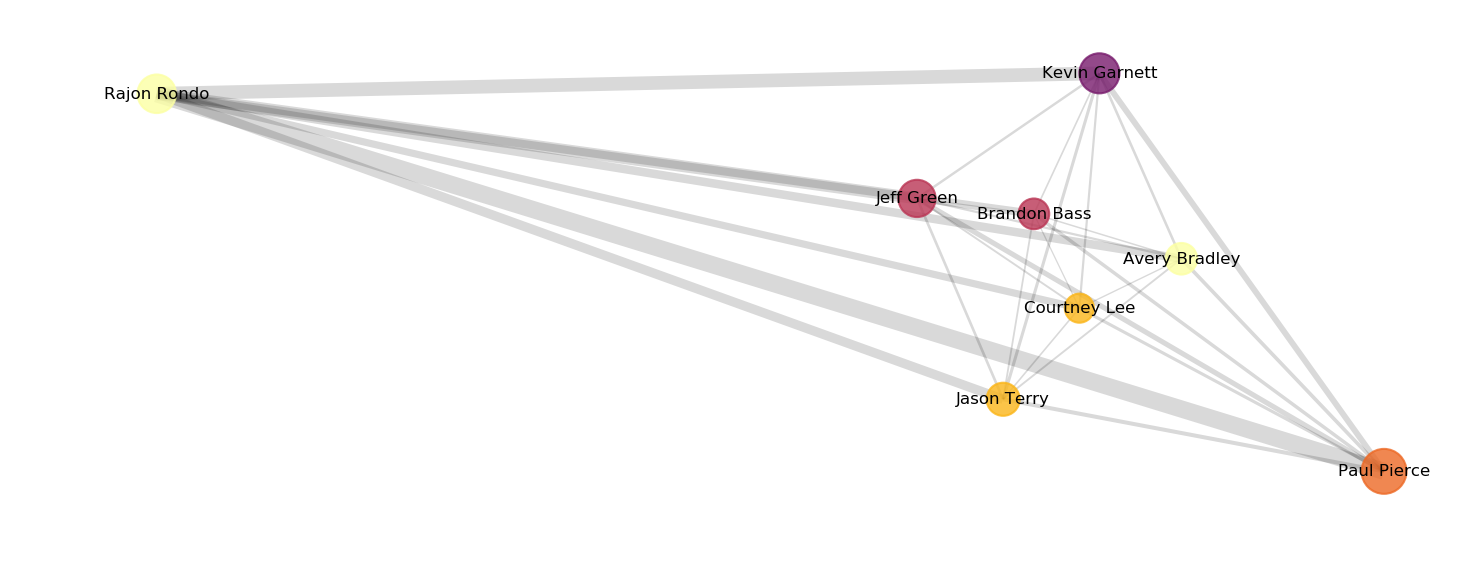 Kevin Garnett
Rajon Rondo
Jeff Green
Brandon Bass
Avery Bradley
Courtney Lee
Jason Terry
Paul Pierce